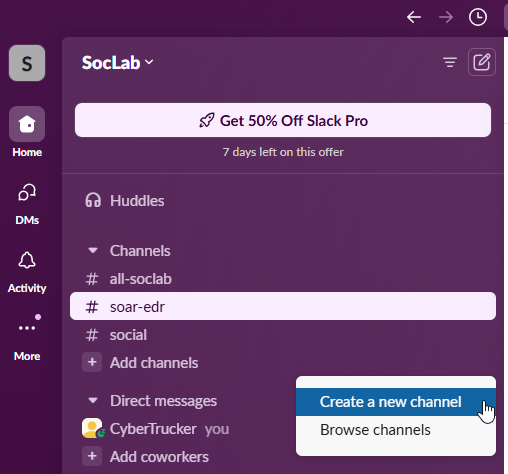 S
SocLab
Get 50% Off Slack Pro
7 days left on this offer
Home
DMs
Activity
More
Huddles
Channels
# all-soclab
# soar-edr
# social
+ Add channels
Direct messages
CyberTrucker you
+ Add coworkers
Create a new channel
Browse channels